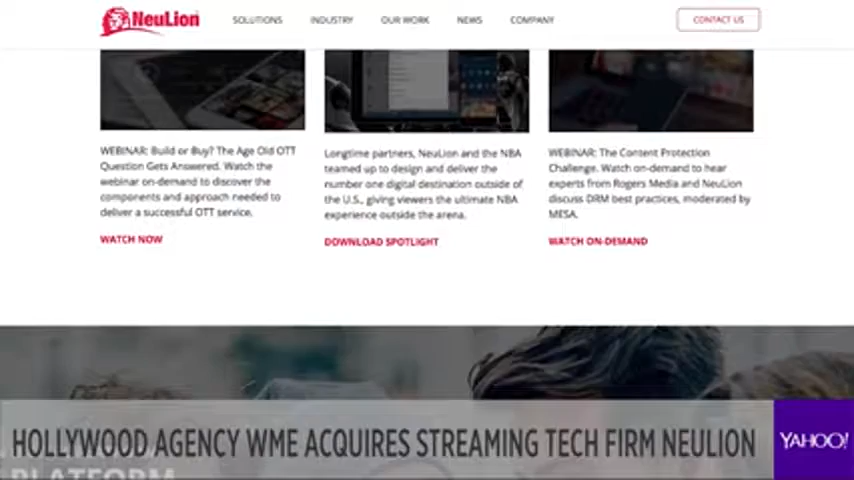 NeuLion
SOLUTIONS
INDUSTRY
OUR WORK
NEWS
COMPANY
CONTACT US
WEBINAR: Build or Buy? The Age Old OTT
Question Gets Answered. Watch the
webinar on-demand to discover the
components and approach needed to
deliver a successful OTT service.
WATCH NOW
Longtime partners, NeuLion and the NBA
teamed up to design and deliver the
number one digital destination outside of
the U.S., giving viewers the ultimate NBA
experience outside the arena.
DOWNLOAD SPOTLIGHT
WEBINAR: The Content Protection
Challenge. Watch on-demand to hear
experts from Rogers Media and NeuLion
discuss DRM best practices, moderated by
MESA.
WATCH ON-DEMAND
HOLLYWOOD AGENCY WME ACQUIRES STREAMING TECH FIRM NEULION
YAHOO!
PLATFORM